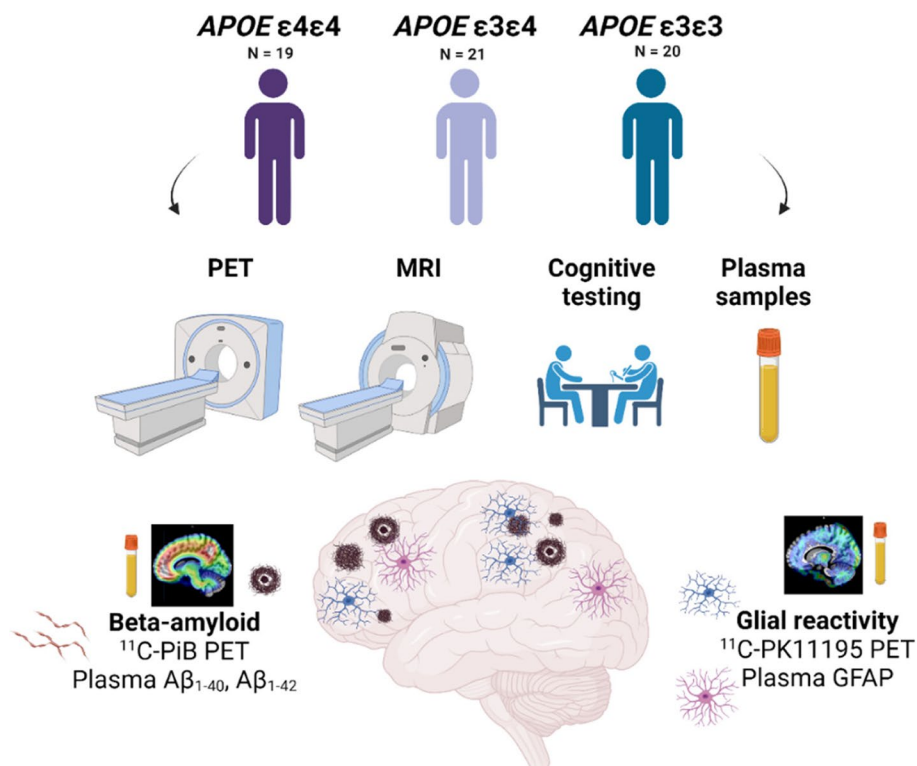 APOE ε4ε4
N = 19
APOE ε3ε4
N = 21
APOE ε3ε3
N = 20
PET
MRI
Cognitive
testing
Plasma
samples
Beta-amyloid
¹¹C-PiB PET
Plasma Aβ₁₋₄₀, Aβ₁₋₄₂
Glial reactivity
¹¹C-PK11195 PET
Plasma GFAP